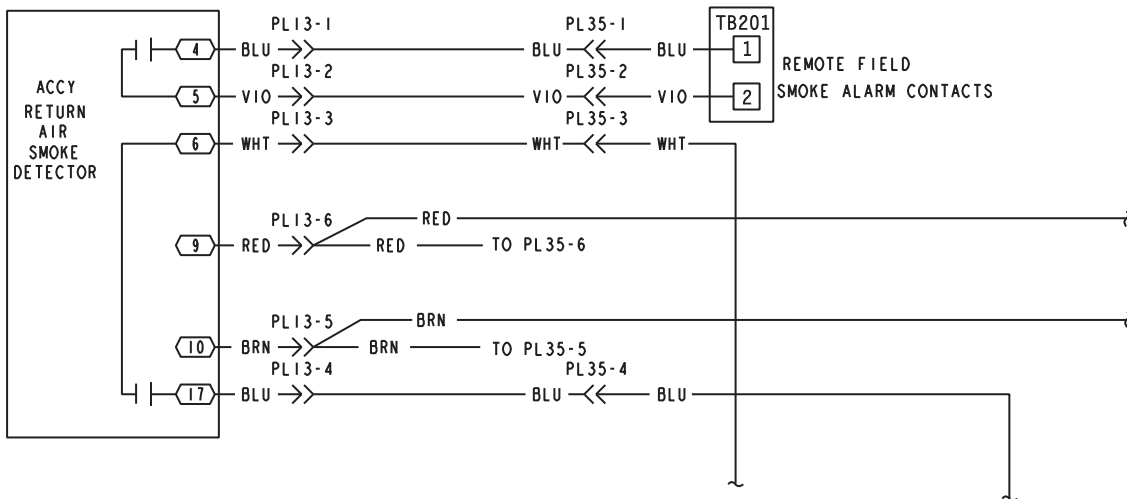 PL13-1 PL35-1 TB201
4 BLU BLU BLU 1
REMOTE FIELD
SMOKE ALARM CONTACTS
PL13-2 PL35-2
5 VIO VIO VIO 2
ACCY
RETURN
AIR
SMOKE
DETECTOR
PL13-3 PL35-3
6 WHT WHT WHT
PL13-6 RED
9 RED RED TO PL35-6
PL13-5 BRN
10 BRN BRN TO PL35-5
PL13-4 PL35-4
17 BLU BLU BLU